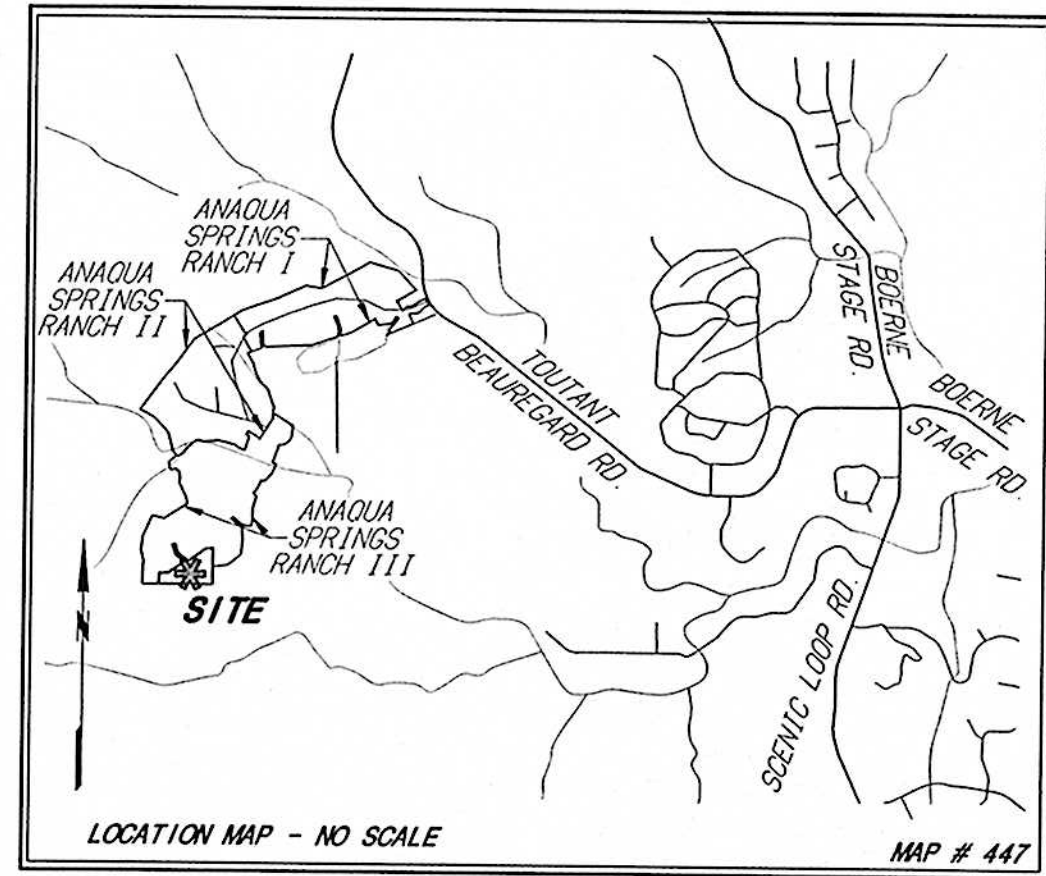 ANAQUA
SPRINGS
RANCH I
ANAQUA
SPRINGS
RANCH II
TOUTANT
BEAUREGARD RD.
BOERNE
STAGE RD.
BOERNE
STAGE RD.
ANAQUA
SPRINGS
RANCH III
SITE
N
SCENIC LOOP RD.
LOCATION MAP - NO SCALE
MAP # 447